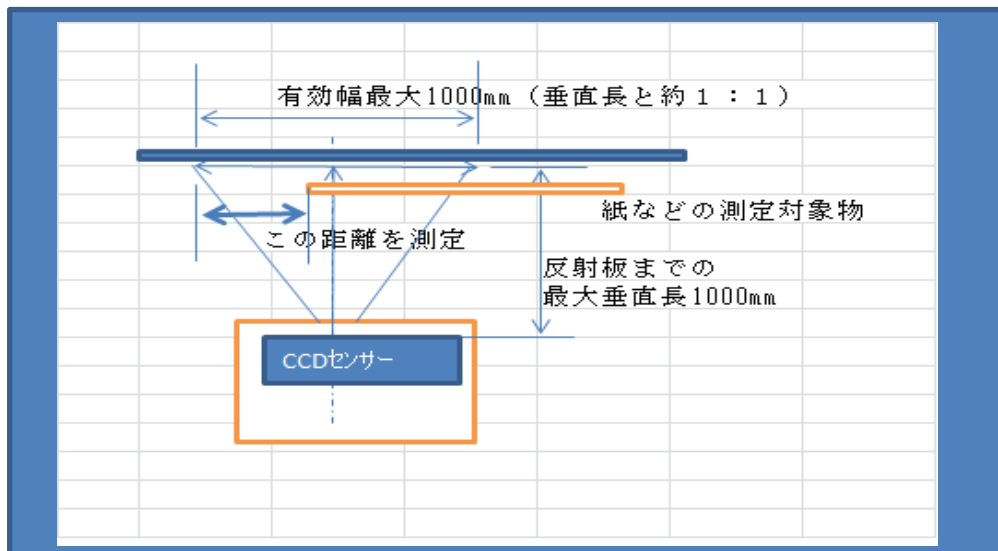 有効幅最大1000mm（垂直長と約１：１）
紙などの測定対象物
この距離を測定
反射板までの
最大垂直長1000mm
CCDセンサー